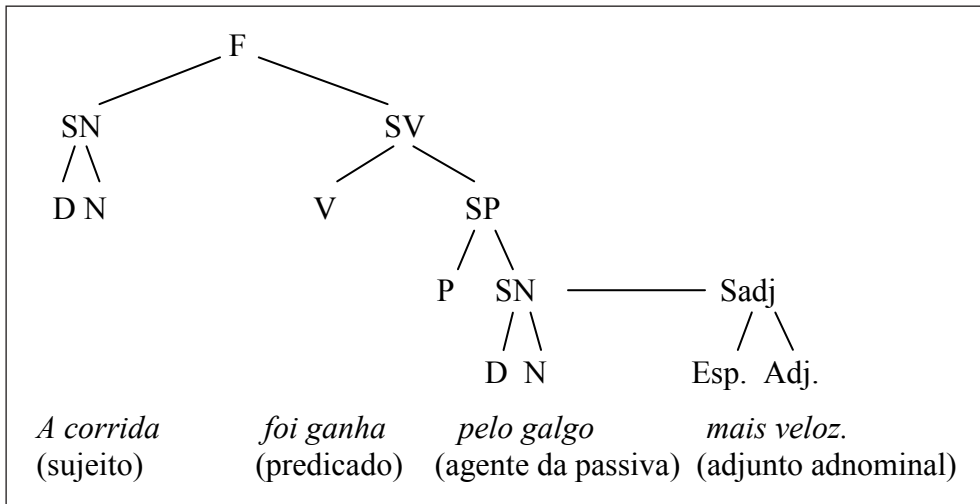 F
SN SV
D N V SP
P SN Sadj
D N Esp. Adj.
A corrida foi ganha pelo galgo mais veloz.
(sujeito) (predicado) (agente da passiva) (adjunto adnominal)